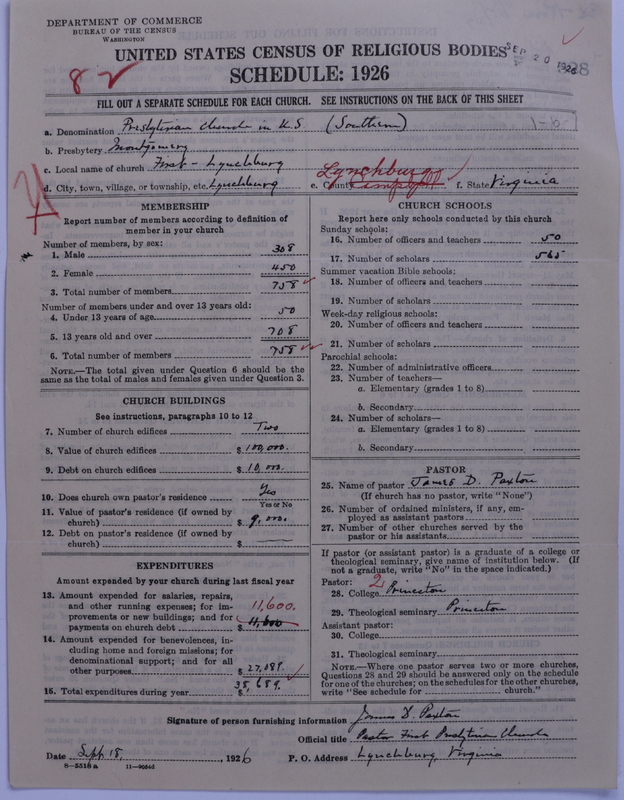 DEPARTMENT OF COMMERCE
BUREAU OF THE CENSUS
WASHINGTON
UNITED STATES CENSUS OF RELIGIOUS BODIES
SEP 20 1926
82
SCHEDULE: 1926
FILL OUT A SEPARATE SCHEDULE FOR EACH CHURCH. SEE INSTRUCTIONS ON THE BACK OF THIS SHEET
a. Denomination Presbyterian Church in U.S (Southern)
b. Presbytery Montgomery
c. Local name of church First - Lynchburg
d. City, town, village, or township, etc. Lynchburg e. County Lynchburg f. State Virginia
MEMBERSHIP
Report number of members according to definition of
member in your church
Number of members, by sex:
1. Male 308
2. Female 450
3. Total number of members 758
Number of members under and over 13 years old:
4. Under 13 years of age 50
5. 13 years old and over 708
6. Total number of members 758
NOTE.—The total given under Question 6 should be
same as the total of males and females given under Question 3.
CHURCH BUILDINGS
See instructions, paragraphs 10 to 12
7. Number of church edifices Two
8. Value of church edifices $ 100,000.
9. Debt on church edifices $ 10,000.
10. Does church own pastor's residence Yes
Yes or No
11. Value of pastor's residence (if owned by
church) $ 9,000.
12. Debt on pastor's residence (if owned by
church) $
EXPENDITURES
Amount expended by your church during last fiscal year
13. Amount expended for salaries, repairs,
and other running expenses; for im-
provements or new buildings; and for
payments on church debt 11,600.
$ 11,600
14. Amount expended for benevolences, in-
cluding home and foreign missions; for
denominational support; and for all
other purposes $ 27,089.
15. Total expenditures during year $ 38,689.
CHURCH SCHOOLS
Report here only schools conducted by this church
Sunday schools:
16. Number of officers and teachers 50
17. Number of scholars 565
Summer vacation Bible schools:
18. Number of officers and teachers
19. Number of scholars
Week-day religious schools:
20. Number of officers and teachers
21. Number of scholars
Parochial schools:
22. Number of administrative officers
23. Number of teachers—
a. Elementary (grades 1 to 8)
b. Secondary
24. Number of scholars—
a. Elementary (grades 1 to 8)
b. Secondary
PASTOR
25. Name of pastor James D. Paxton
(If church has no pastor, write "None")
26. Number of ordained ministers, if any, em-
ployed as assistant pastors
27. Number of other churches served by the
pastor or his assistants
If pastor (or assistant pastor) is a graduate of a college or
theological seminary, give name of institution below. (If
not a graduate, write "No" in the space indicated.)
Pastor: 2
28. College Princeton
29. Theological seminary Princeton
Assistant pastor:
30. College
31. Theological seminary
NOTE.—Where one pastor serves two or more churches,
Questions 28 and 29 should be answered only on the schedule
for one of the churches; on the schedules for the other churches,
write "See schedule for church."
Signature of person furnishing information James D. Paxton
Official title Pastor First Presbyterian Church
Date Sept 18, 1926 P. O. Address Lynchburg, Virginia
8-5518a